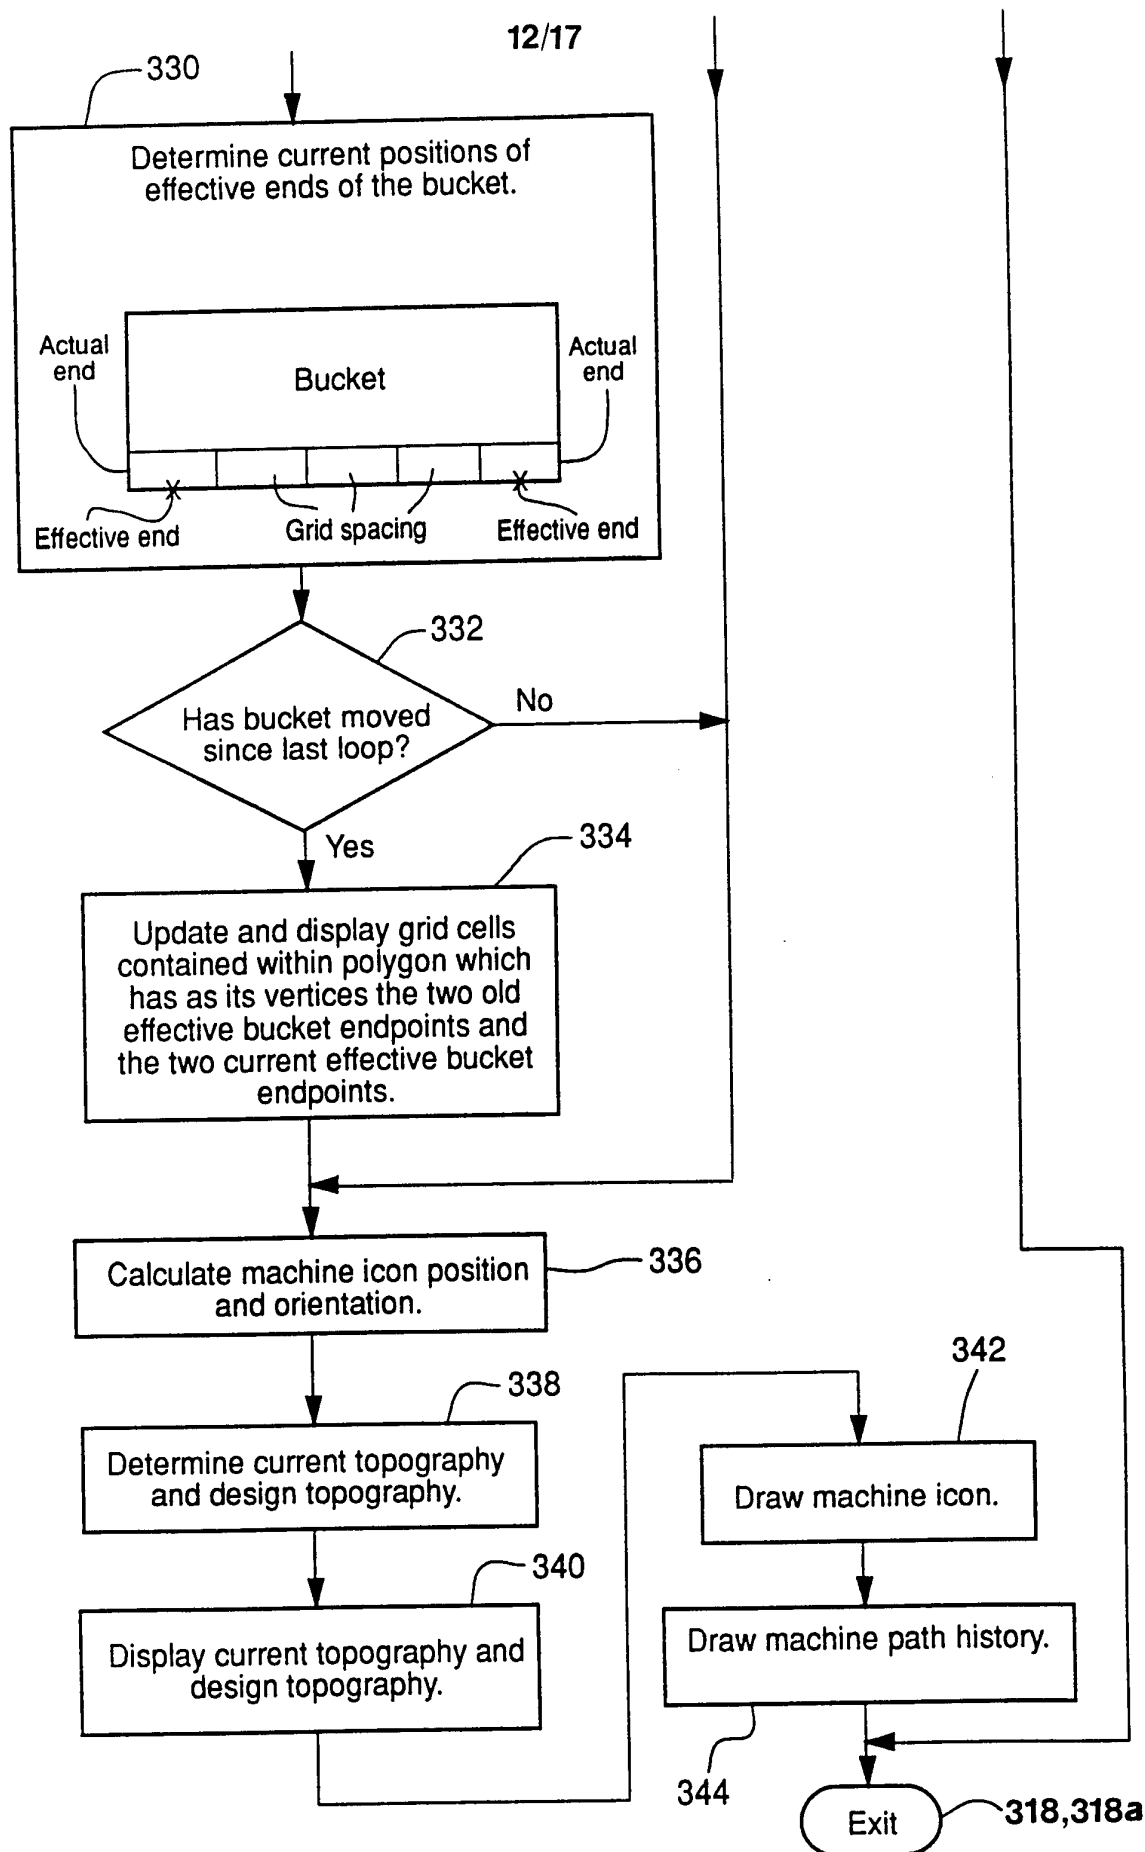 12/17
330
Determine current positions of
effective ends of the bucket.
Actual
end
Bucket
Actual
end
Effective end
Grid spacing
Effective end
332
Has bucket moved
since last loop?
No
Yes
334
Update and display grid cells
contained within polygon which
has as its vertices the two old
effective bucket endpoints and
the two current effective bucket
endpoints.
Calculate machine icon position
and orientation.
336
338
Determine current topography
and design topography.
340
Display current topography and
design topography.
342
Draw machine icon.
Draw machine path history.
344
Exit
318,318a